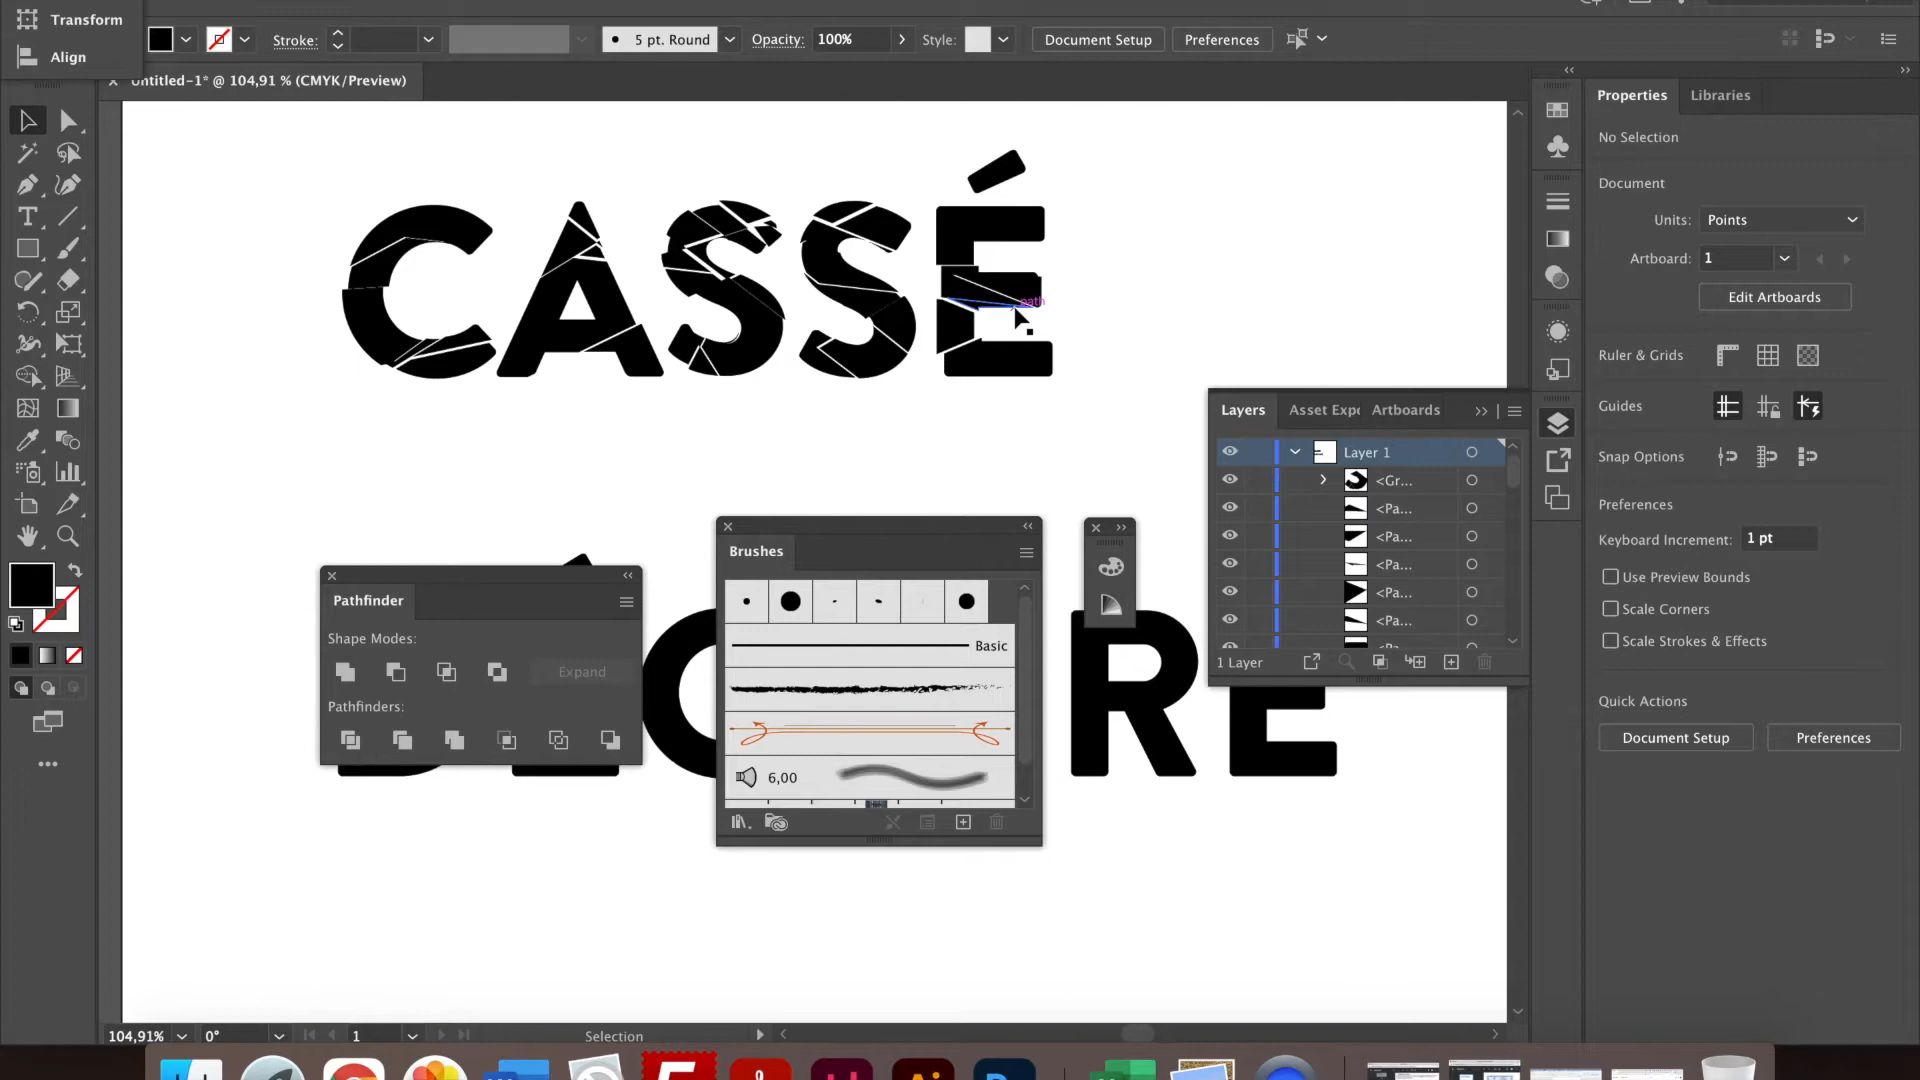 Transform
Align
Stroke:
5 pt. Round
Opacity:
100%
Style:
Document Setup
Preferences
Untitled-1* @ 104,91 % (CMYK/Preview)
CASSÉ
path
Properties
Libraries
No Selection
Document
Units:
Points
Artboard:
1
Edit Artboards
Ruler & Grids
Guides
Snap Options
Preferences
Keyboard Increment:
1 pt
Use Preview Bounds
Scale Corners
Scale Strokes & Effects
Quick Actions
Document Setup
Preferences
Layers
Asset Expo
Artboards
Layer 1
<Gr...
<Pa...
<Pa...
<Pa...
<Pa...
<Pa...
1 Layer
Brushes
Basic
6,00
Pathfinder
Shape Modes:
Expand
Pathfinders:
RE
104,91%
0°
1
Selection